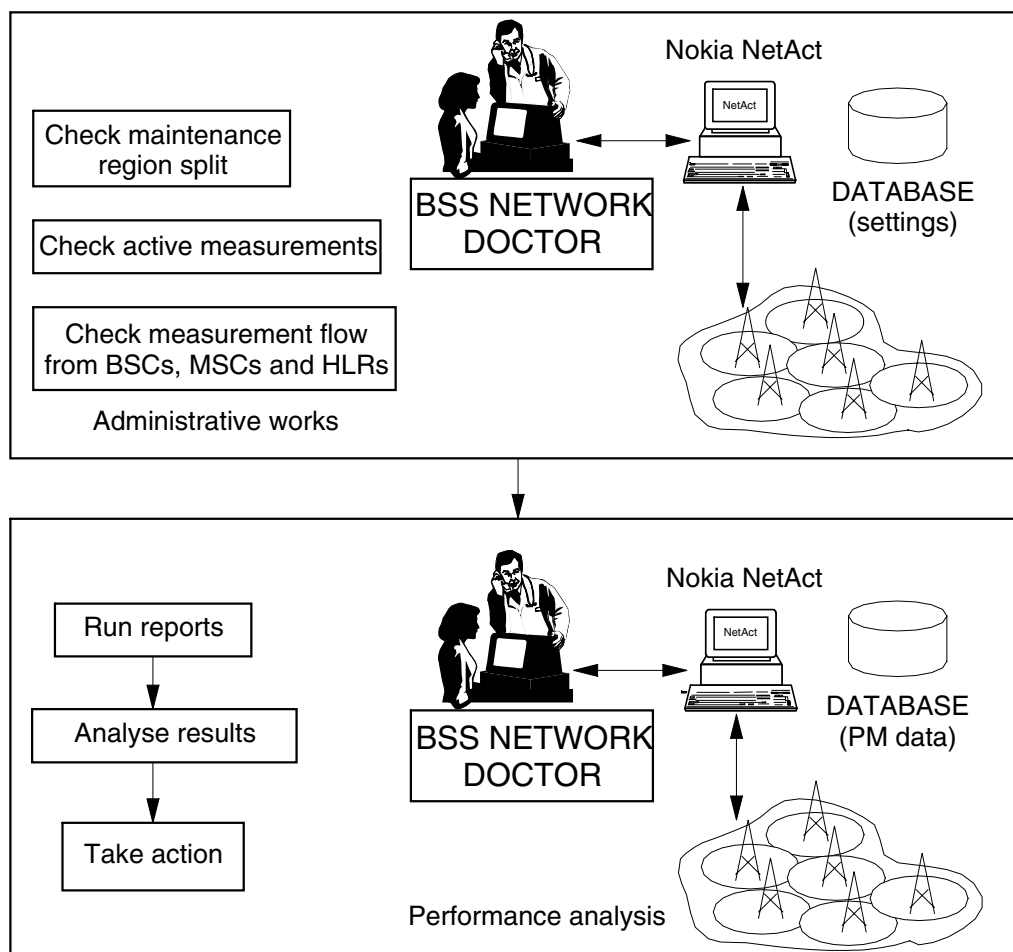 Nokia NetAct
NetAct
Check maintenance
region split
BSS NETWORK
DOCTOR
DATABASE
(settings)
Check active measurements
Check measurement flow
from BSCs, MSCs and HLRs
Administrative works
Nokia NetAct
NetAct
Run reports
Analyse results
BSS NETWORK
DOCTOR
DATABASE
(PM data)
Take action
Performance analysis